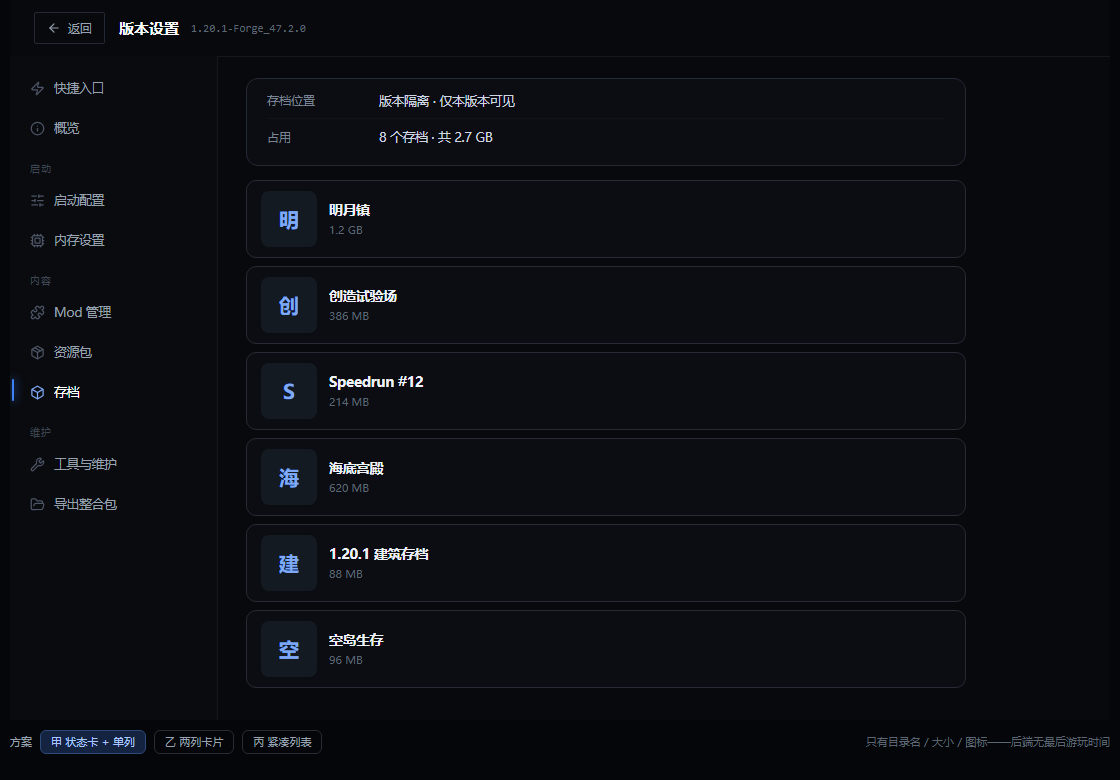 返回 版本设置 1.20.1-Forge_47.2.0
快捷入口
概览
启动
启动配置
内存设置
内容
Mod 管理
资源包
存档
维护
工具与维护
导出整合包
存档位置 版本隔离 · 仅本版本可见
占用 8 个存档 · 共 2.7 GB
明 明月镇
1.2 GB
创 创造试验场
386 MB
S Speedrun #12
214 MB
海 海底宫殿
620 MB
建 1.20.1 建筑存档
88 MB
空 空岛生存
96 MB
方案 甲 状态卡 + 单列 乙 两列卡片 丙 紧凑列表 只有目录名 / 大小 / 图标——后端无最后游玩时间